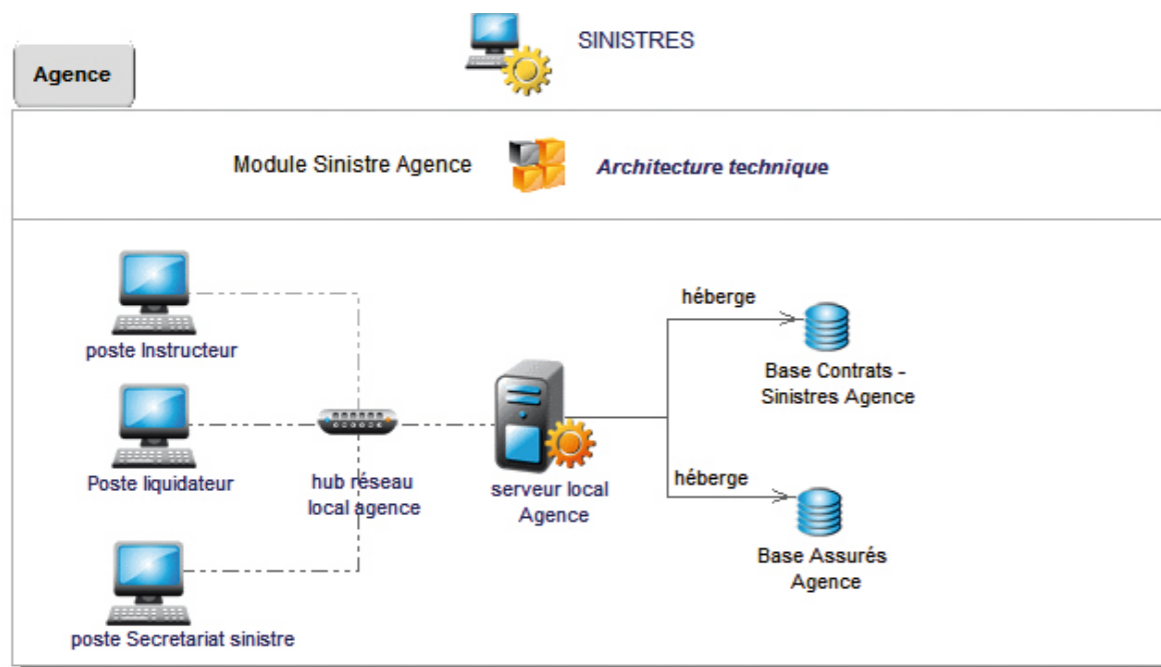 SINISTRES
Agence
Module Sinistre Agence
Architecture technique
poste Instructeur
Poste liquidateur
poste Secretariat sinistre
hub réseau
local agence
serveur local
Agence
héberge
Base Contrats -
Sinistres Agence
héberge
Base Assurés
Agence